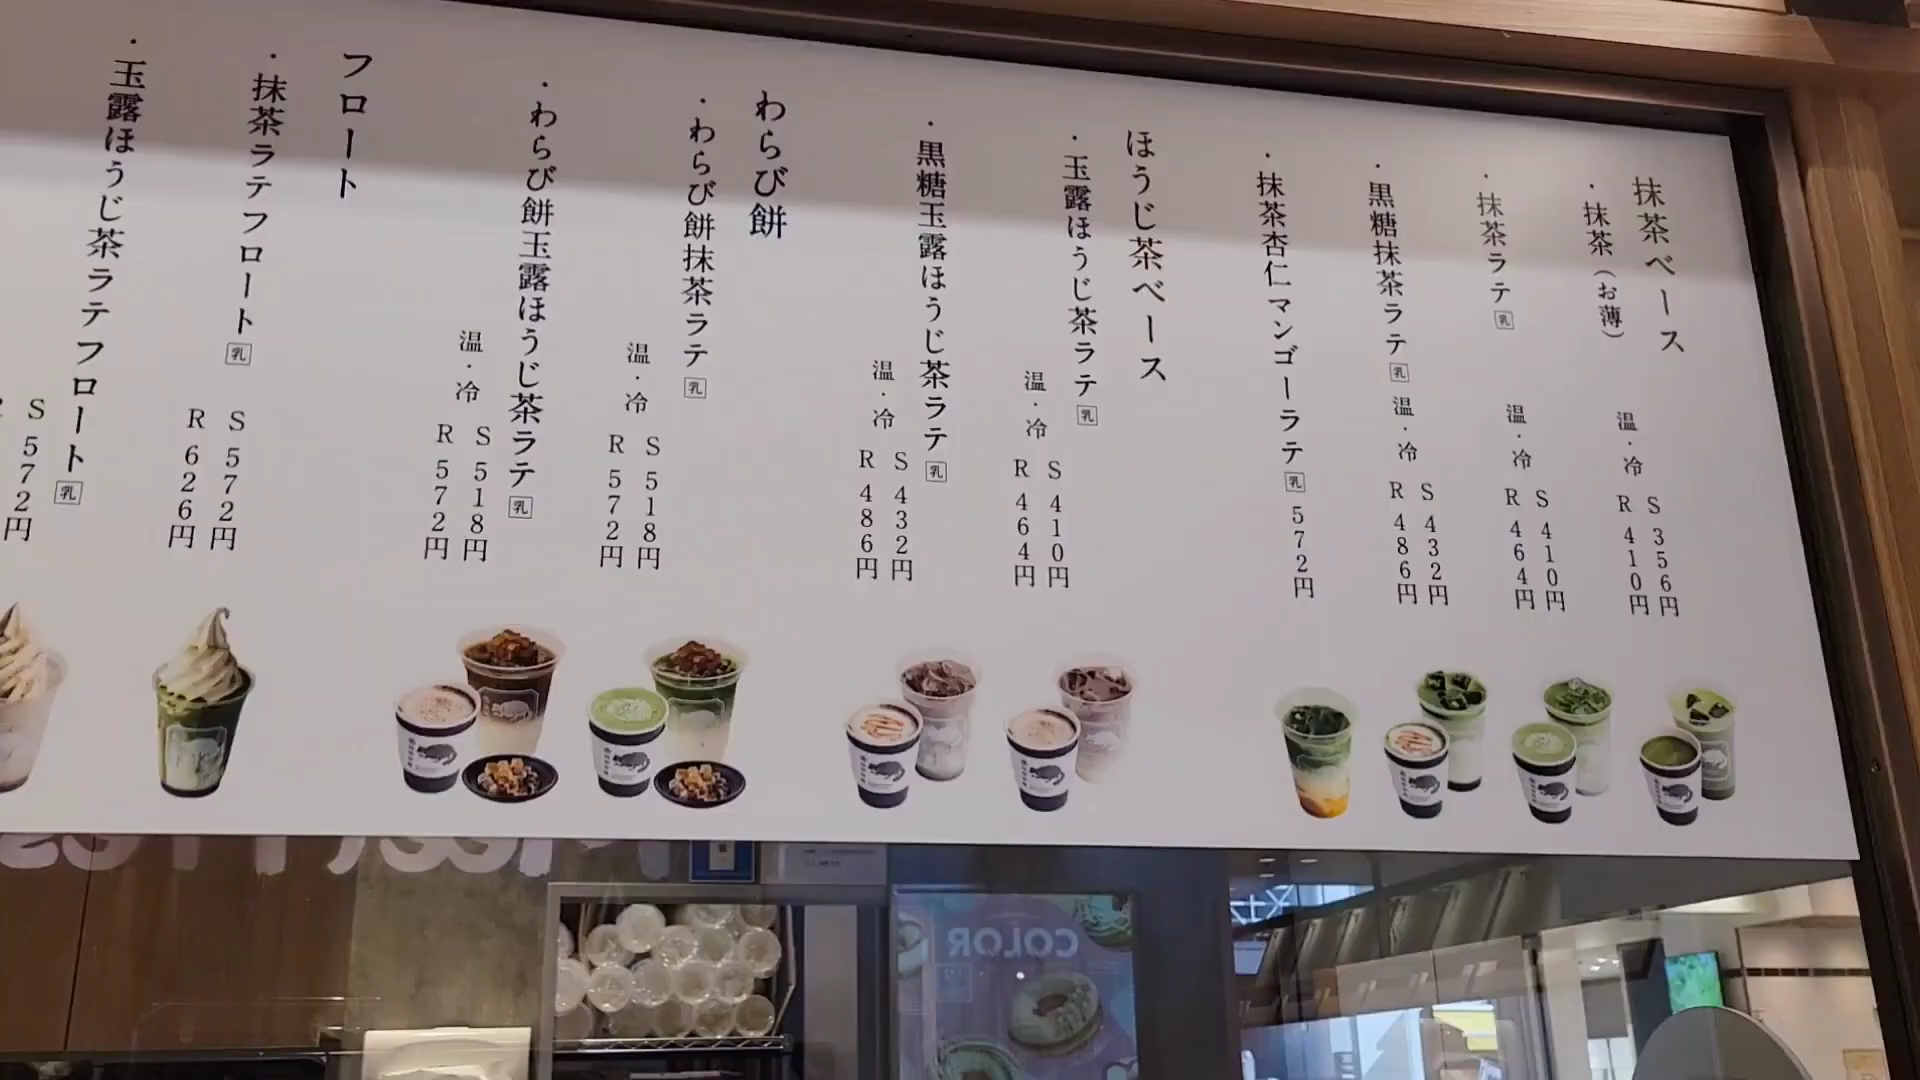 抹茶ベース
・抹茶（お薄）
温・冷
S 356円
R 410円
・抹茶ラテ 乳
温・冷
S 410円
R 464円
・黒糖抹茶ラテ 乳
温・冷
S 432円
R 486円
・抹茶杏仁マンゴーラテ 乳
572円
ほうじ茶ベース
・玉露ほうじ茶ラテ 乳
温・冷
S 410円
R 464円
・黒糖玉露ほうじ茶ラテ 乳
温・冷
S 432円
R 486円
わらび餅
・わらび餅抹茶ラテ 乳
温・冷
S 518円
R 572円
・わらび餅玉露ほうじ茶ラテ 乳
温・冷
S 518円
R 572円
フロート
・抹茶ラテフロート 乳
S 572円
R 626円
・玉露ほうじ茶ラテフロート 乳
S 572円
COLOR